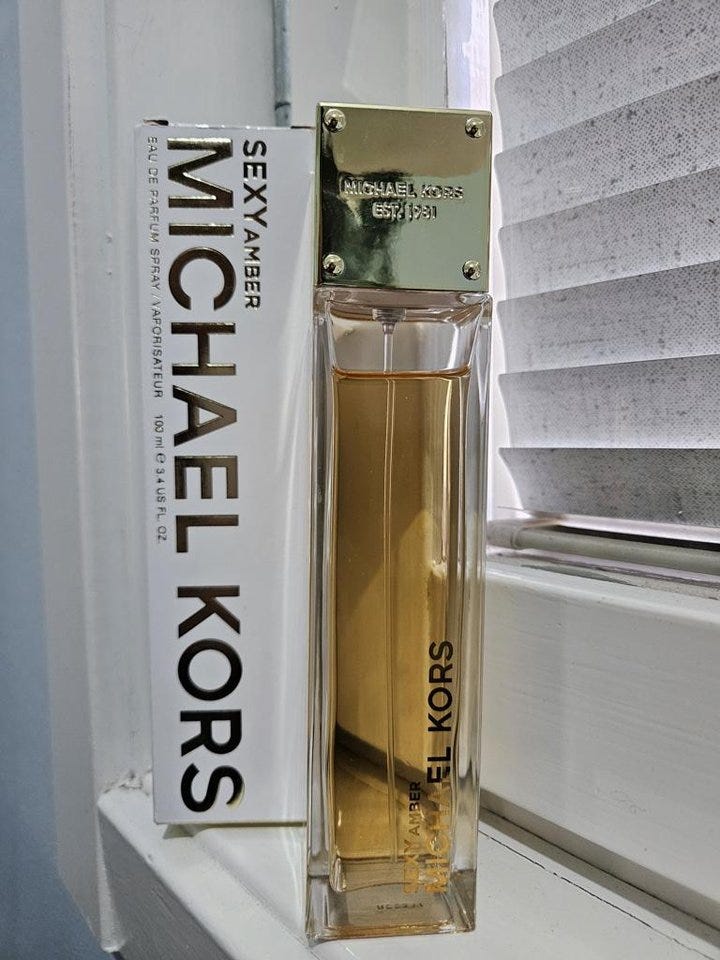 SEXY AMBER
MICHAEL KORS
EAU DE PARFUM SPRAY / VAPORISATEUR 100 ml e 3.4 US FL. OZ.
MICHAEL KORS
EST. 1981
SEXY AMBER
MICHAEL KORS